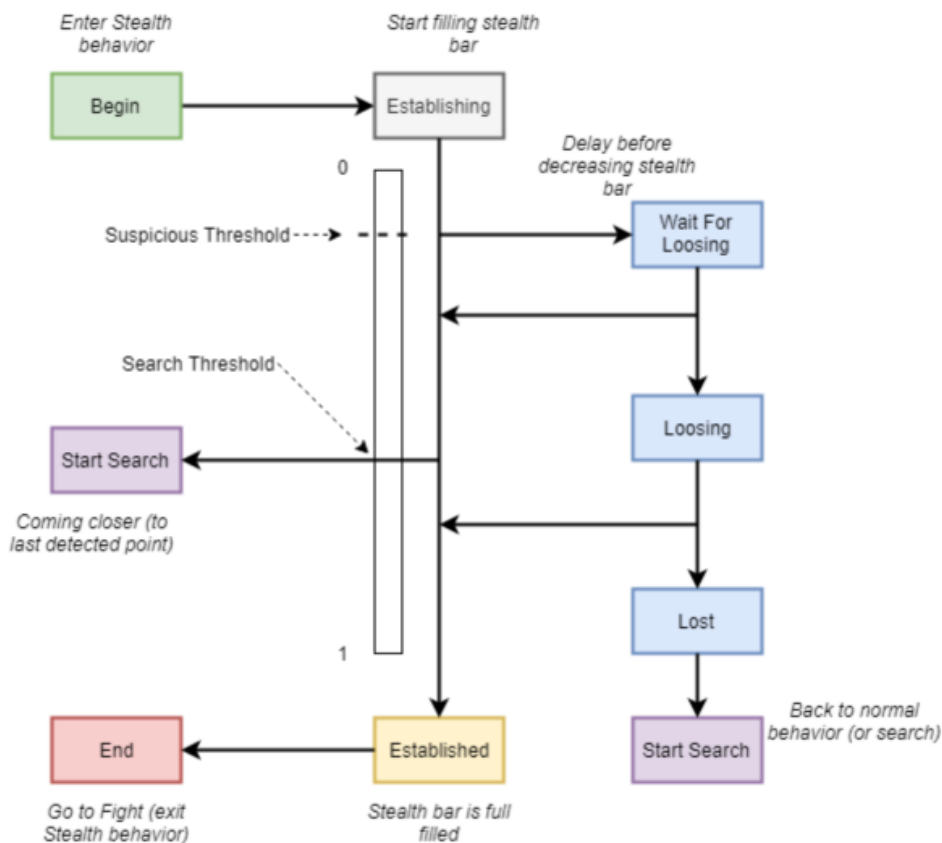 Enter Stealth
behavior
Start filling stealth
bar
Begin
Establishing
Delay before
decreasing stealth
bar
0
Suspicious Threshold
Wait For
Loosing
Search Threshold
Loosing
Start Search
Coming closer (to
last detected point)
Lost
1
Back to normal
behavior (or search)
End
Established
Start Search
Go to Fight (exit
Stealth behavior)
Stealth bar is full
filled